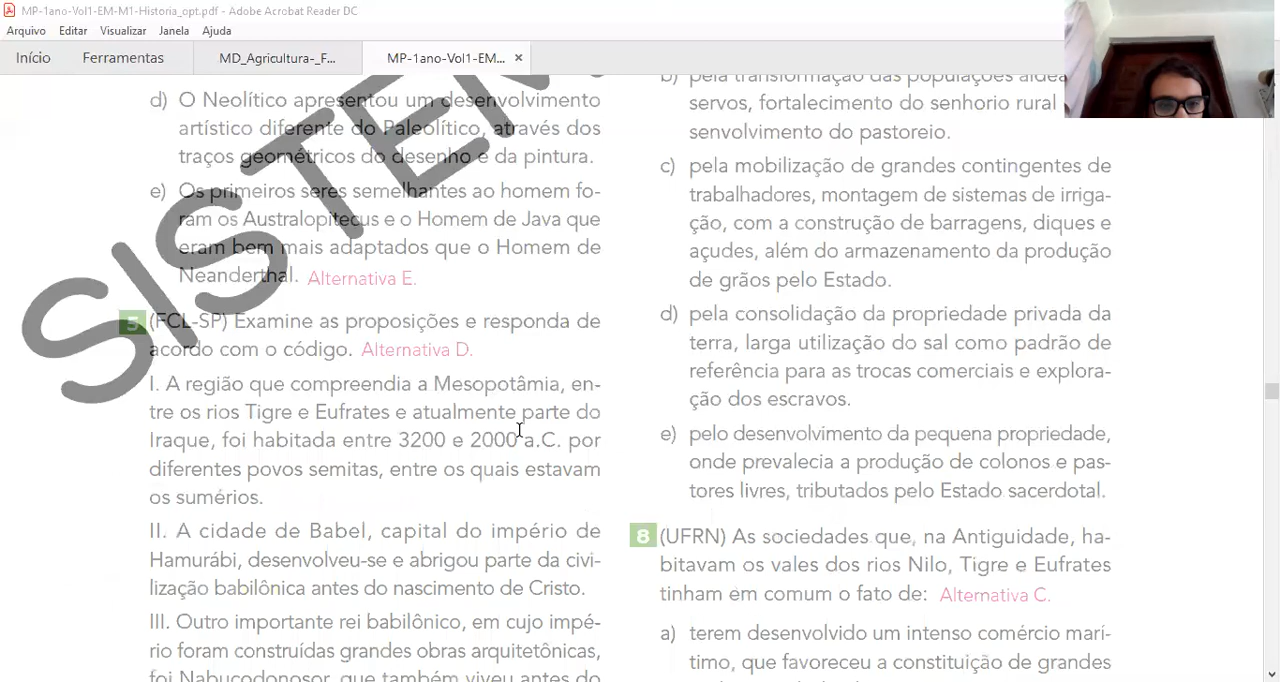 MP-1ano-Vol1-EM-M1-Historia_opt.pdf - Adobe Acrobat Reader DC
Arquivo Editar Visualizar Janela Ajuda
Início Ferramentas MD_Agricultura-_F... MP-1ano-Vol1-EM-... ×
SISTEM
d) O Neolítico apresentou um desenvolvimento
artístico diferente do Paleolítico, através dos
traços geométricos do desenho e da pintura.
e) Os primeiros seres semelhantes ao homem fo-
ram os Australopitecus e o Homem de Java que
eram bem mais adaptados que o Homem de
Neanderthal. Alternativa E.
5 (FCL-SP) Examine as proposições e responda de
acordo com o código. Alternativa D.
I. A região que compreendia a Mesopotâmia, en-
tre os rios Tigre e Eufrates e atualmente parte do
Iraque, foi habitada entre 3200 e 2000 a.C. por
diferentes povos semitas, entre os quais estavam
os sumérios.
II. A cidade de Babel, capital do império de
Hamurábi, desenvolveu-se e abrigou parte da civi-
lização babilônica antes do nascimento de Cristo.
III. Outro importante rei babilônico, em cujo impé-
rio foram construídas grandes obras arquitetônicas,
foi Nabucodonosor, que também viveu antes do
b) pela transformação das populações aldeã
servos, fortalecimento do senhorio rural
senvolvimento do pastoreio.
c) pela mobilização de grandes contingentes de
trabalhadores, montagem de sistemas de irriga-
ção, com a construção de barragens, diques e
açudes, além do armazenamento da produção
de grãos pelo Estado.
d) pela consolidação da propriedade privada da
terra, larga utilização do sal como padrão de
referência para as trocas comerciais e explora-
ção dos escravos.
e) pelo desenvolvimento da pequena propriedade,
onde prevalecia a produção de colonos e pas-
tores livres, tributados pelo Estado sacerdotal.
8 (UFRN) As sociedades que, na Antiguidade, ha-
bitavam os vales dos rios Nilo, Tigre e Eufrates
tinham em comum o fato de: Alternativa C.
a) terem desenvolvido um intenso comércio marí-
timo, que favoreceu a constituição de grandes